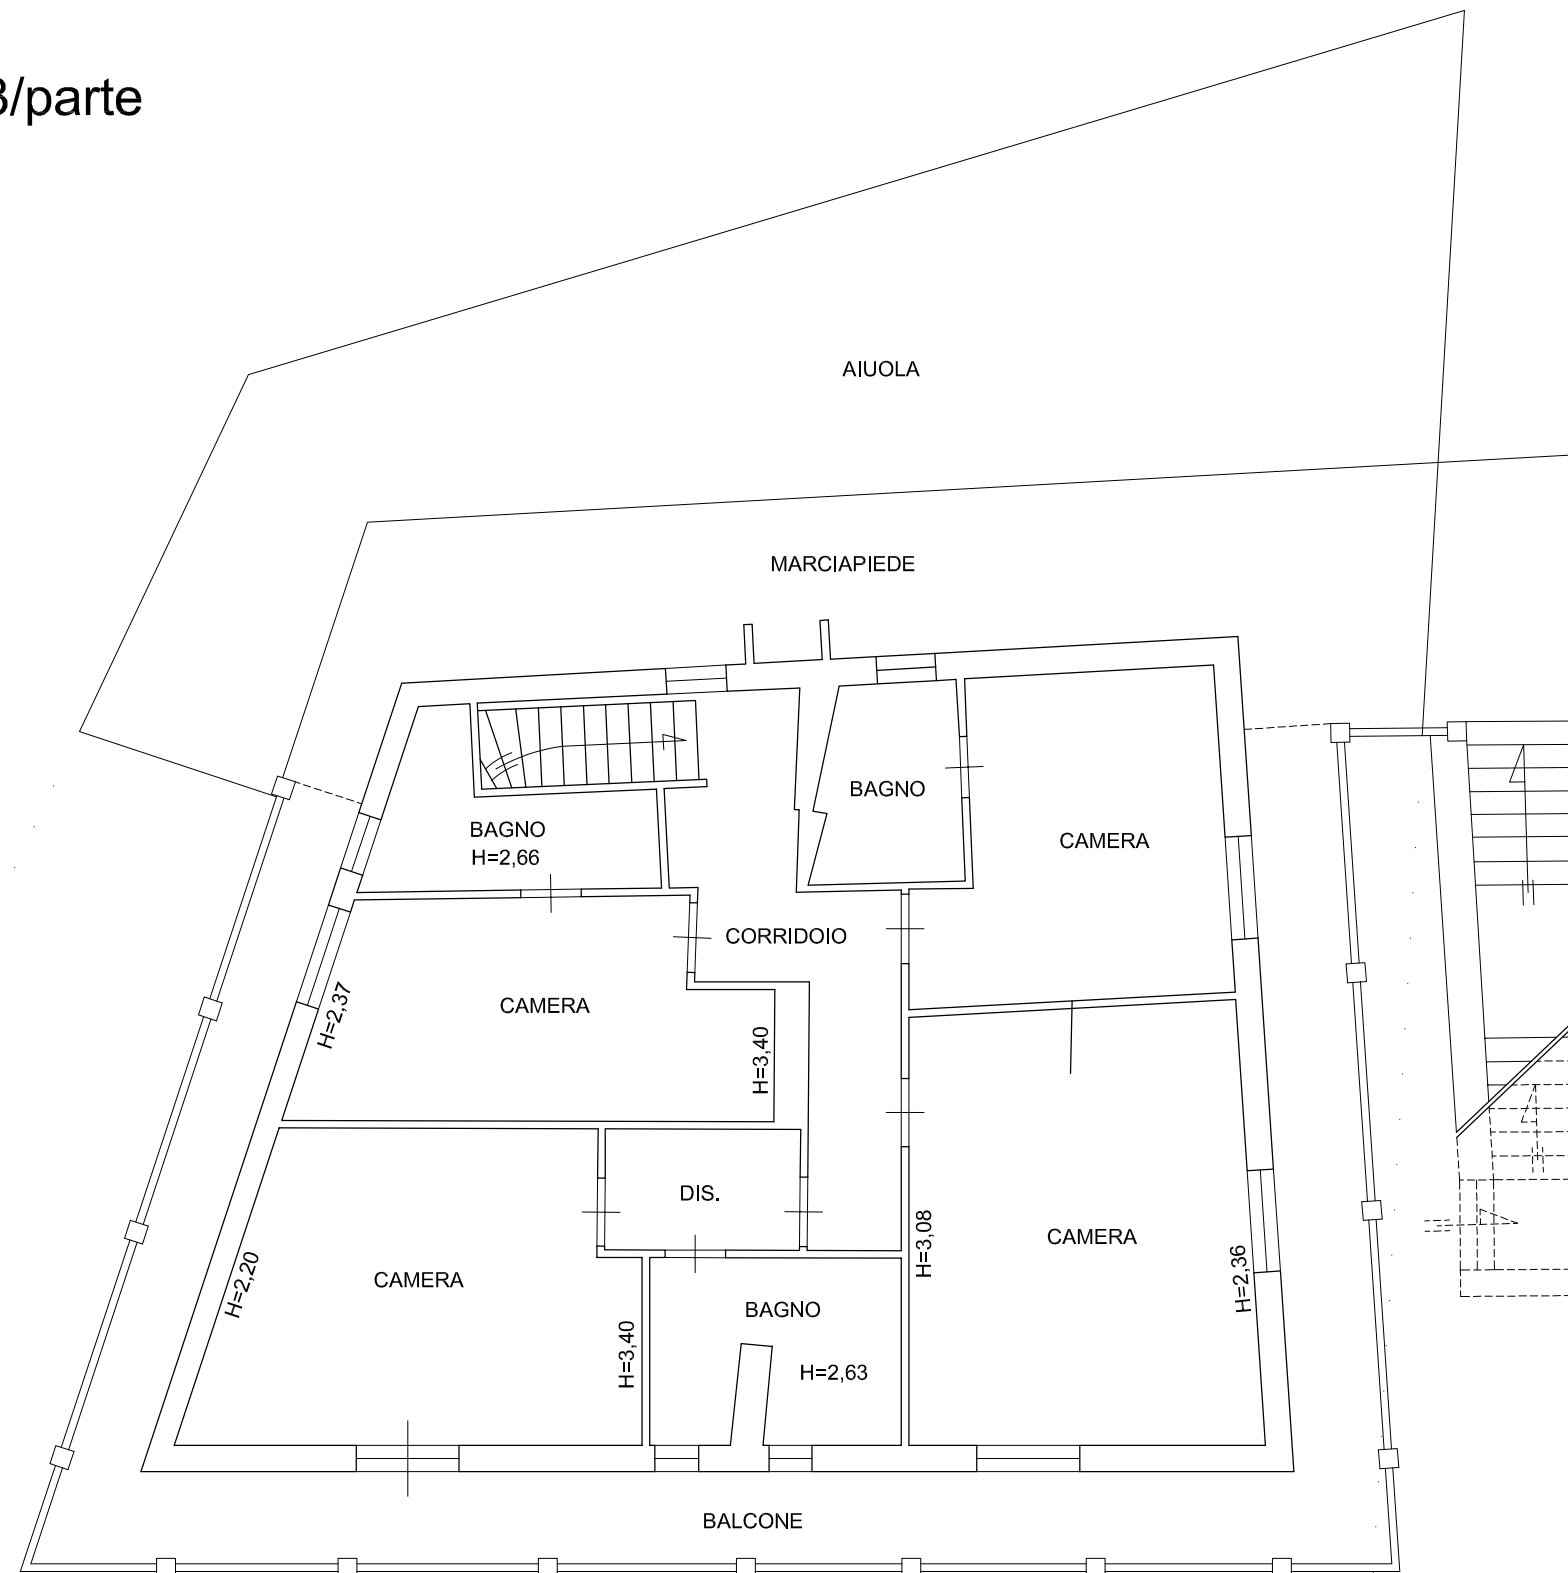 /parte
AIUOLA
MARCIAPIEDE
BAGNO
BAGNO
H=2,66
CAMERA
CORRIDOIO
CAMERA
H=2,37
H=3,40
DIS.
CAMERA
H=3,08
H=2,36
CAMERA
H=2,20
H=3,40
BAGNO
H=2,63
BALCONE